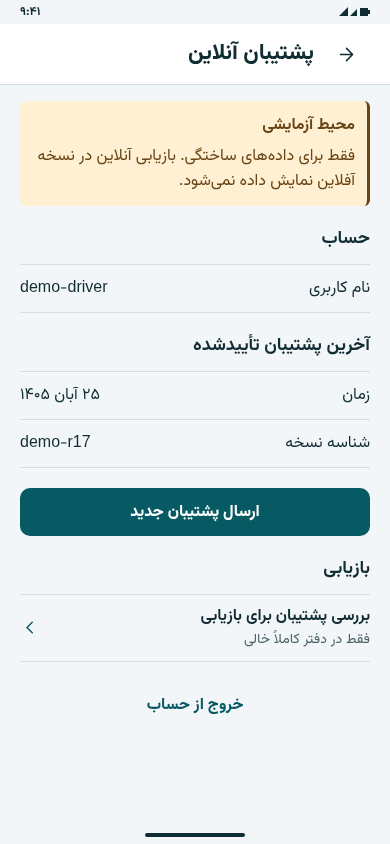 ۹:۴۱
پشتیبان آنلاین
محیط آزمایشی
فقط برای داده‌های ساختگی. بازیابی آنلاین در نسخه
آفلاین نمایش داده نمی‌شود.
حساب
نام کاربری
demo-driver
آخرین پشتیبان تأییدشده
زمان
۲۵ آبان ۱۴۰۵
شناسه نسخه
demo-r17
ارسال پشتیبان جدید
بازیابی
بررسی پشتیبان برای بازیابی
فقط در دفتر کاملاً خالی
خروج از حساب